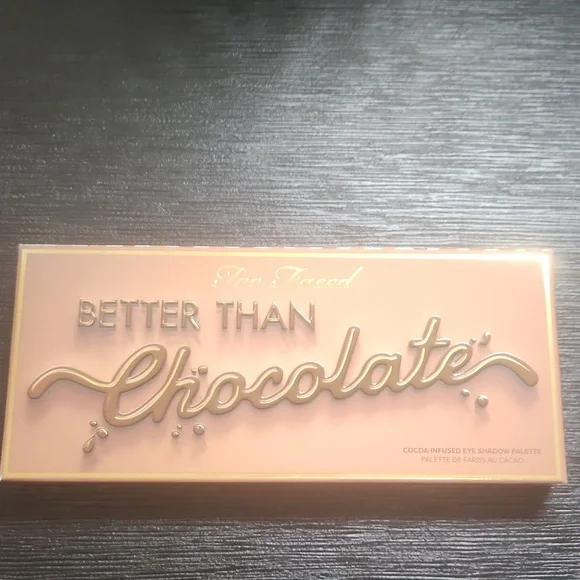 Too Faced
BETTER THAN
Chocolate
COCOA-INFUSED EYE SHADOW PALETTE
PALETTE DE FARDS AU CACAO